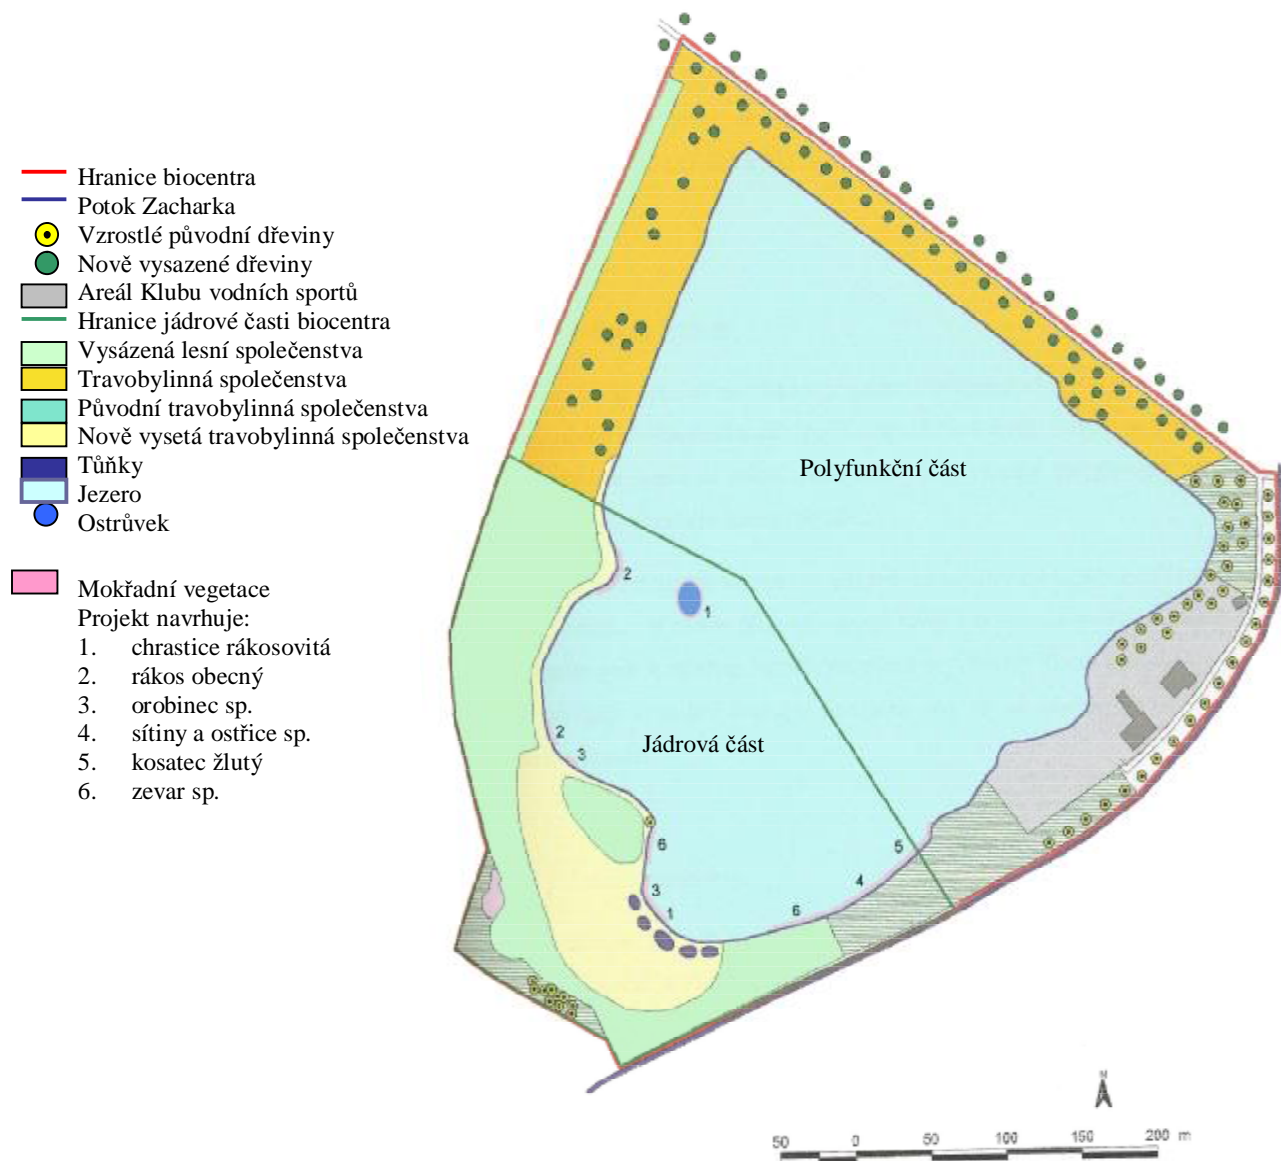 Hranice biocentra
Potok Zacharka
Vzrostlé původní dřeviny
Nově vysazené dřeviny
Areál Klubu vodních sportů
Hranice jádrové časti biocentra
Vysázená lesní společenstva
Travobylinná společenstva
Původní travobylinná společenstva
Nově vysetá travobylinná společenstva
Tůňky
Jezero
Ostrůvek
Mokřadní vegetace
Projekt navrhuje:
1. chrastice rákosovitá
2. rákos obecný
3. orobinec sp.
4. sítiny a ostřice sp.
5. kosatec žlutý
6. zevar sp.
Polyfunkční část
2
1
Jádrová část
2
3
6
5
3
4
1
6
N
50 0 50 100 150 200 m